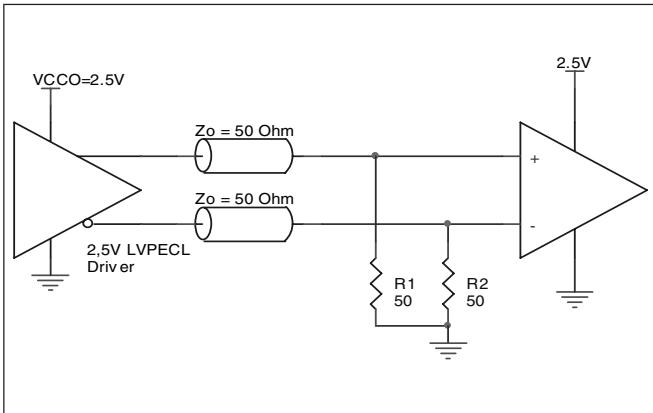 VCCO=2.5V
2.5V
Zo = 50 Ohm
+
Zo = 50 Ohm
-
2,5V LVPECL
Driver
R1
50
R2
50